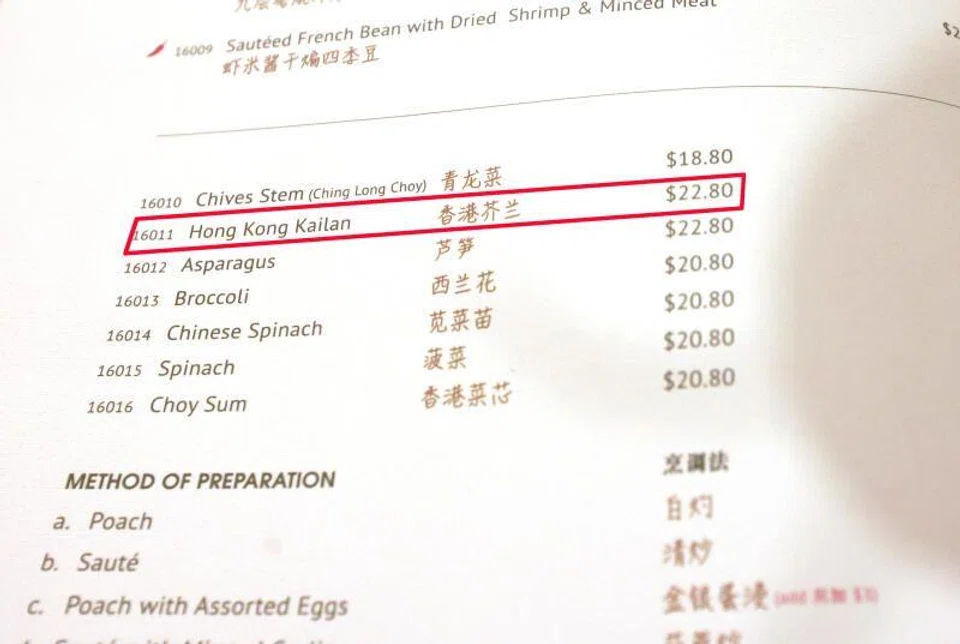 16009 Sautéed French Bean with Dried Shrimp & Minced Meat
虾米酱干煸四季豆
16010 Chives Stem (Ching Long Choy) 青龙菜 $18.80
16011 Hong Kong Kailan 香港芥兰 $22.80
16012 Asparagus 芦笋 $22.80
16013 Broccoli 西兰花 $20.80
16014 Chinese Spinach 苋菜苗 $20.80
16015 Spinach 菠菜 $20.80
16016 Choy Sum 香港菜芯 $20.80
METHOD OF PREPARATION 烹调法
a. Poach 白灼
b. Sauté 清炒
c. Poach with Assorted Eggs 金银蛋浸